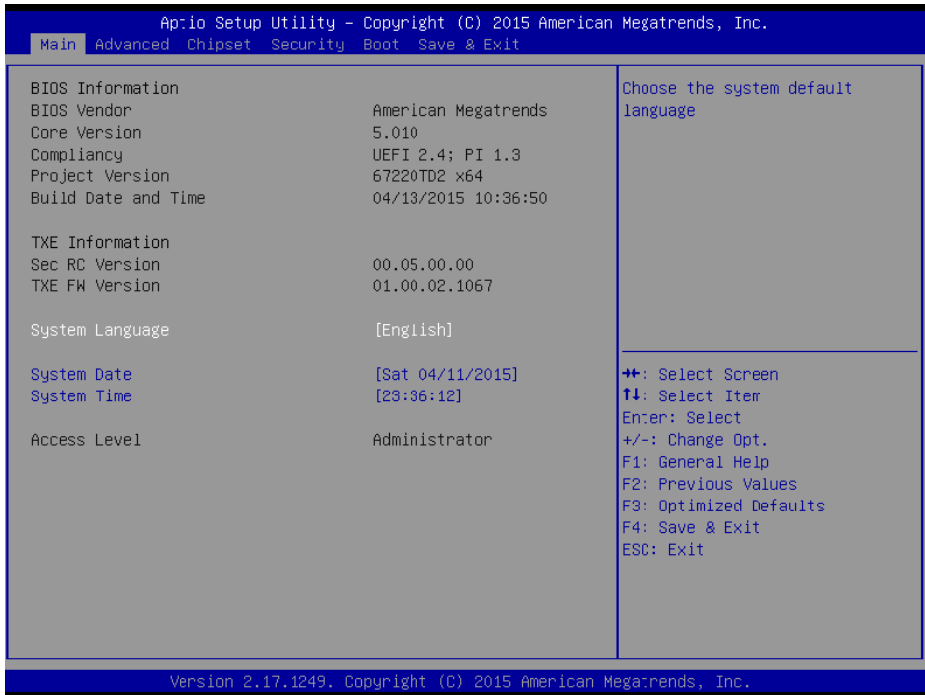 Aptio Setup Utility – Copyright (C) 2015 American Megatrends, Inc.
Main Advanced Chipset Security Boot Save & Exit
BIOS Information
BIOS Vendor American Megatrends
Core Version 5.010
Compliancy UEFI 2.4; PI 1.3
Project Version 67220TD2 x64
Build Date and Time 04/13/2015 10:36:50
TXE Information
Sec RC Version 00.05.00.00
TXE FW Version 01.00.02.1067
System Language [English]
System Date [Sat 04/11/2015]
System Time [23:36:12]
Access Level Administrator
Choose the system default
language
→←: Select Screen
↑↓: Select Item
Enter: Select
+/-: Change Opt.
F1: General Help
F2: Previous Values
F3: Optimized Defaults
F4: Save & Exit
ESC: Exit
Version 2.17.1249. Copyright (C) 2015 American Megatrends, Inc.